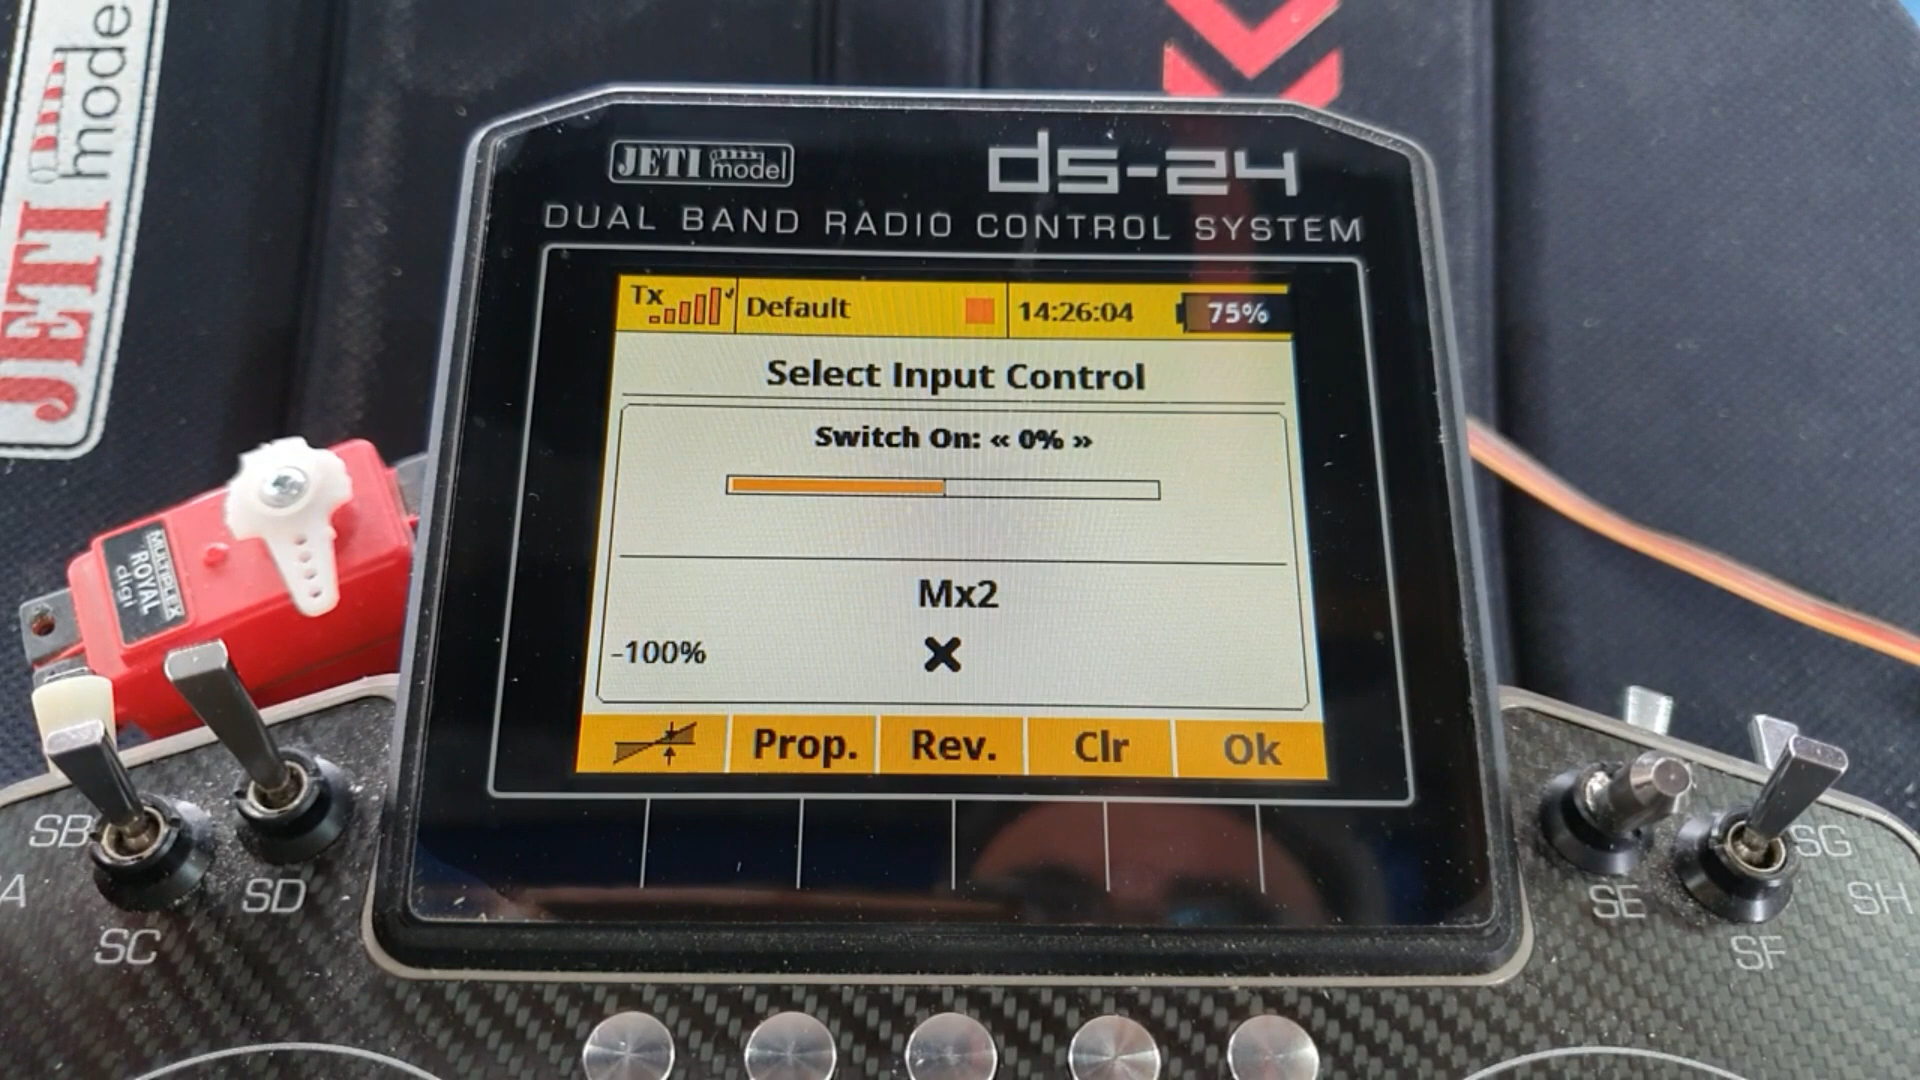 JETI model
JETI model
ds-24
DUAL BAND RADIO CONTROL SYSTEM
Tx Default 14:26:04 75%
Select Input Control
Switch On: « 0% »
Mx2
-100%
Prop. Rev. Clr Ok
MULTIPLEX
ROYAL
digi
SB
A
SD
SC
SE
SG
SH
SF